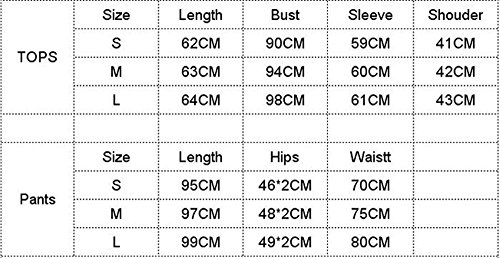 Size Length Bust Sleeve Shouder
S 62CM 90CM 59CM 41CM
TOPS M 63CM 94CM 60CM 42CM
L 64CM 98CM 61CM 43CM
Size Length Hips Waistt
S 95CM 46*2CM 70CM
Pants M 97CM 48*2CM 75CM
L 99CM 49*2CM 80CM